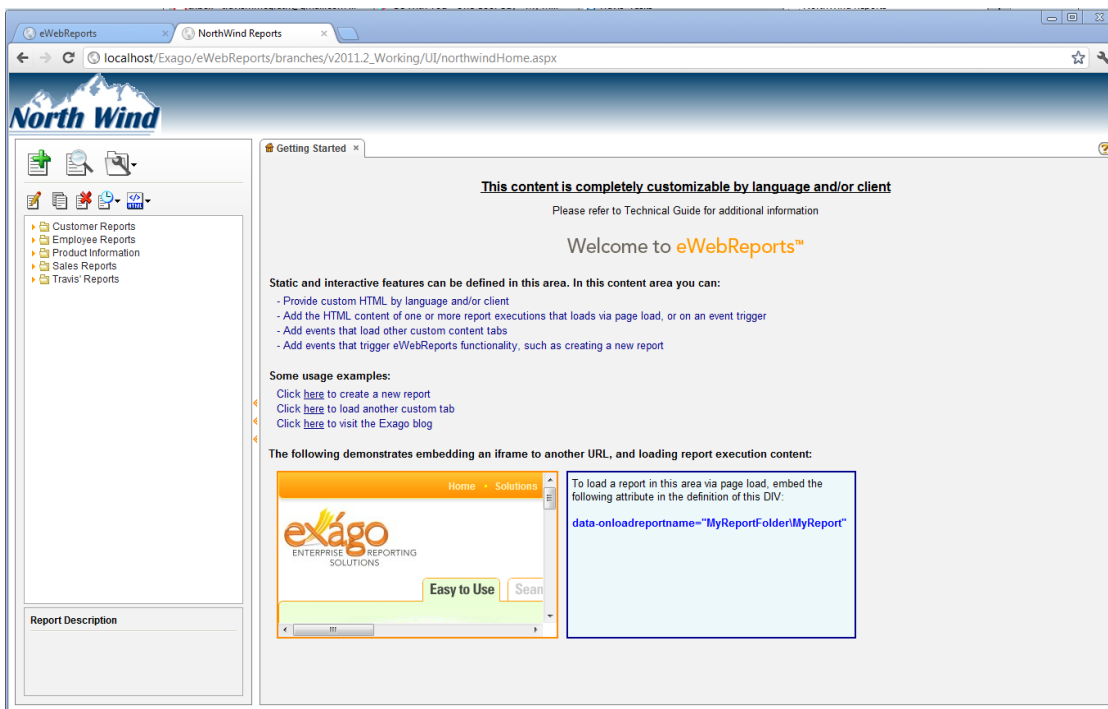 eWebReports
NorthWind Reports
localhost/Exago/eWebReports/branches/v2011.2_Working/UI/northwindHome.aspx
North Wind
Getting Started
This content is completely customizable by language and/or client
Please refer to Technical Guide for additional information
Welcome to eWebReports™
Customer Reports
Employee Reports
Product Information
Sales Reports
Travis' Reports
Static and interactive features can be defined in this area. In this content area you can:
- Provide custom HTML by language and/or client
- Add the HTML content of one or more report executions that loads via page load, or on an event trigger
- Add events that load other custom content tabs
- Add events that trigger eWebReports functionality, such as creating a new report
Some usage examples:
Click here to create a new report
Click here to load another custom tab
Click here to visit the Exago blog
The following demonstrates embedding an iframe to another URL, and loading report execution content:
Home · Solutions
exágo
ENTERPRISE REPORTING
SOLUTIONS
Easy to Use
Sean
To load a report in this area via page load, embed the
following attribute in the definition of this DIV:
data-onloadreportname="MyReportFolder\MyReport"
Report Description